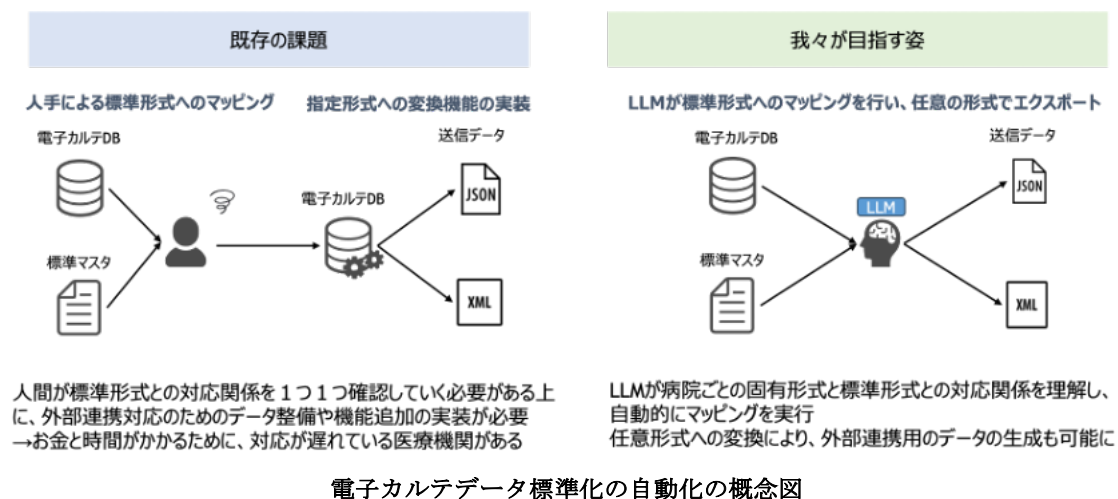 既存の課題
人手による標準形式へのマッピング
指定形式への変換機能の実装
電子カルテDB
標準マスタ
電子カルテDB
送信データ
JSON
XML
人間が標準形式との対応関係を１つ１つ確認していく必要がある上
に、外部連携対応のためのデータ整備や機能追加の実装が必要
→お金と時間がかかるために、対応が遅れている医療機関がある
我々が目指す姿
LLMが標準形式へのマッピングを行い、任意の形式でエクスポート
電子カルテDB
標準マスタ
LLM
送信データ
JSON
XML
LLMが病院ごとの固有形式と標準形式との対応関係を理解し、
自動的にマッピングを実行
任意形式への変換により、外部連携用のデータの生成も可能に
電子カルテデータ標準化の自動化の概念図